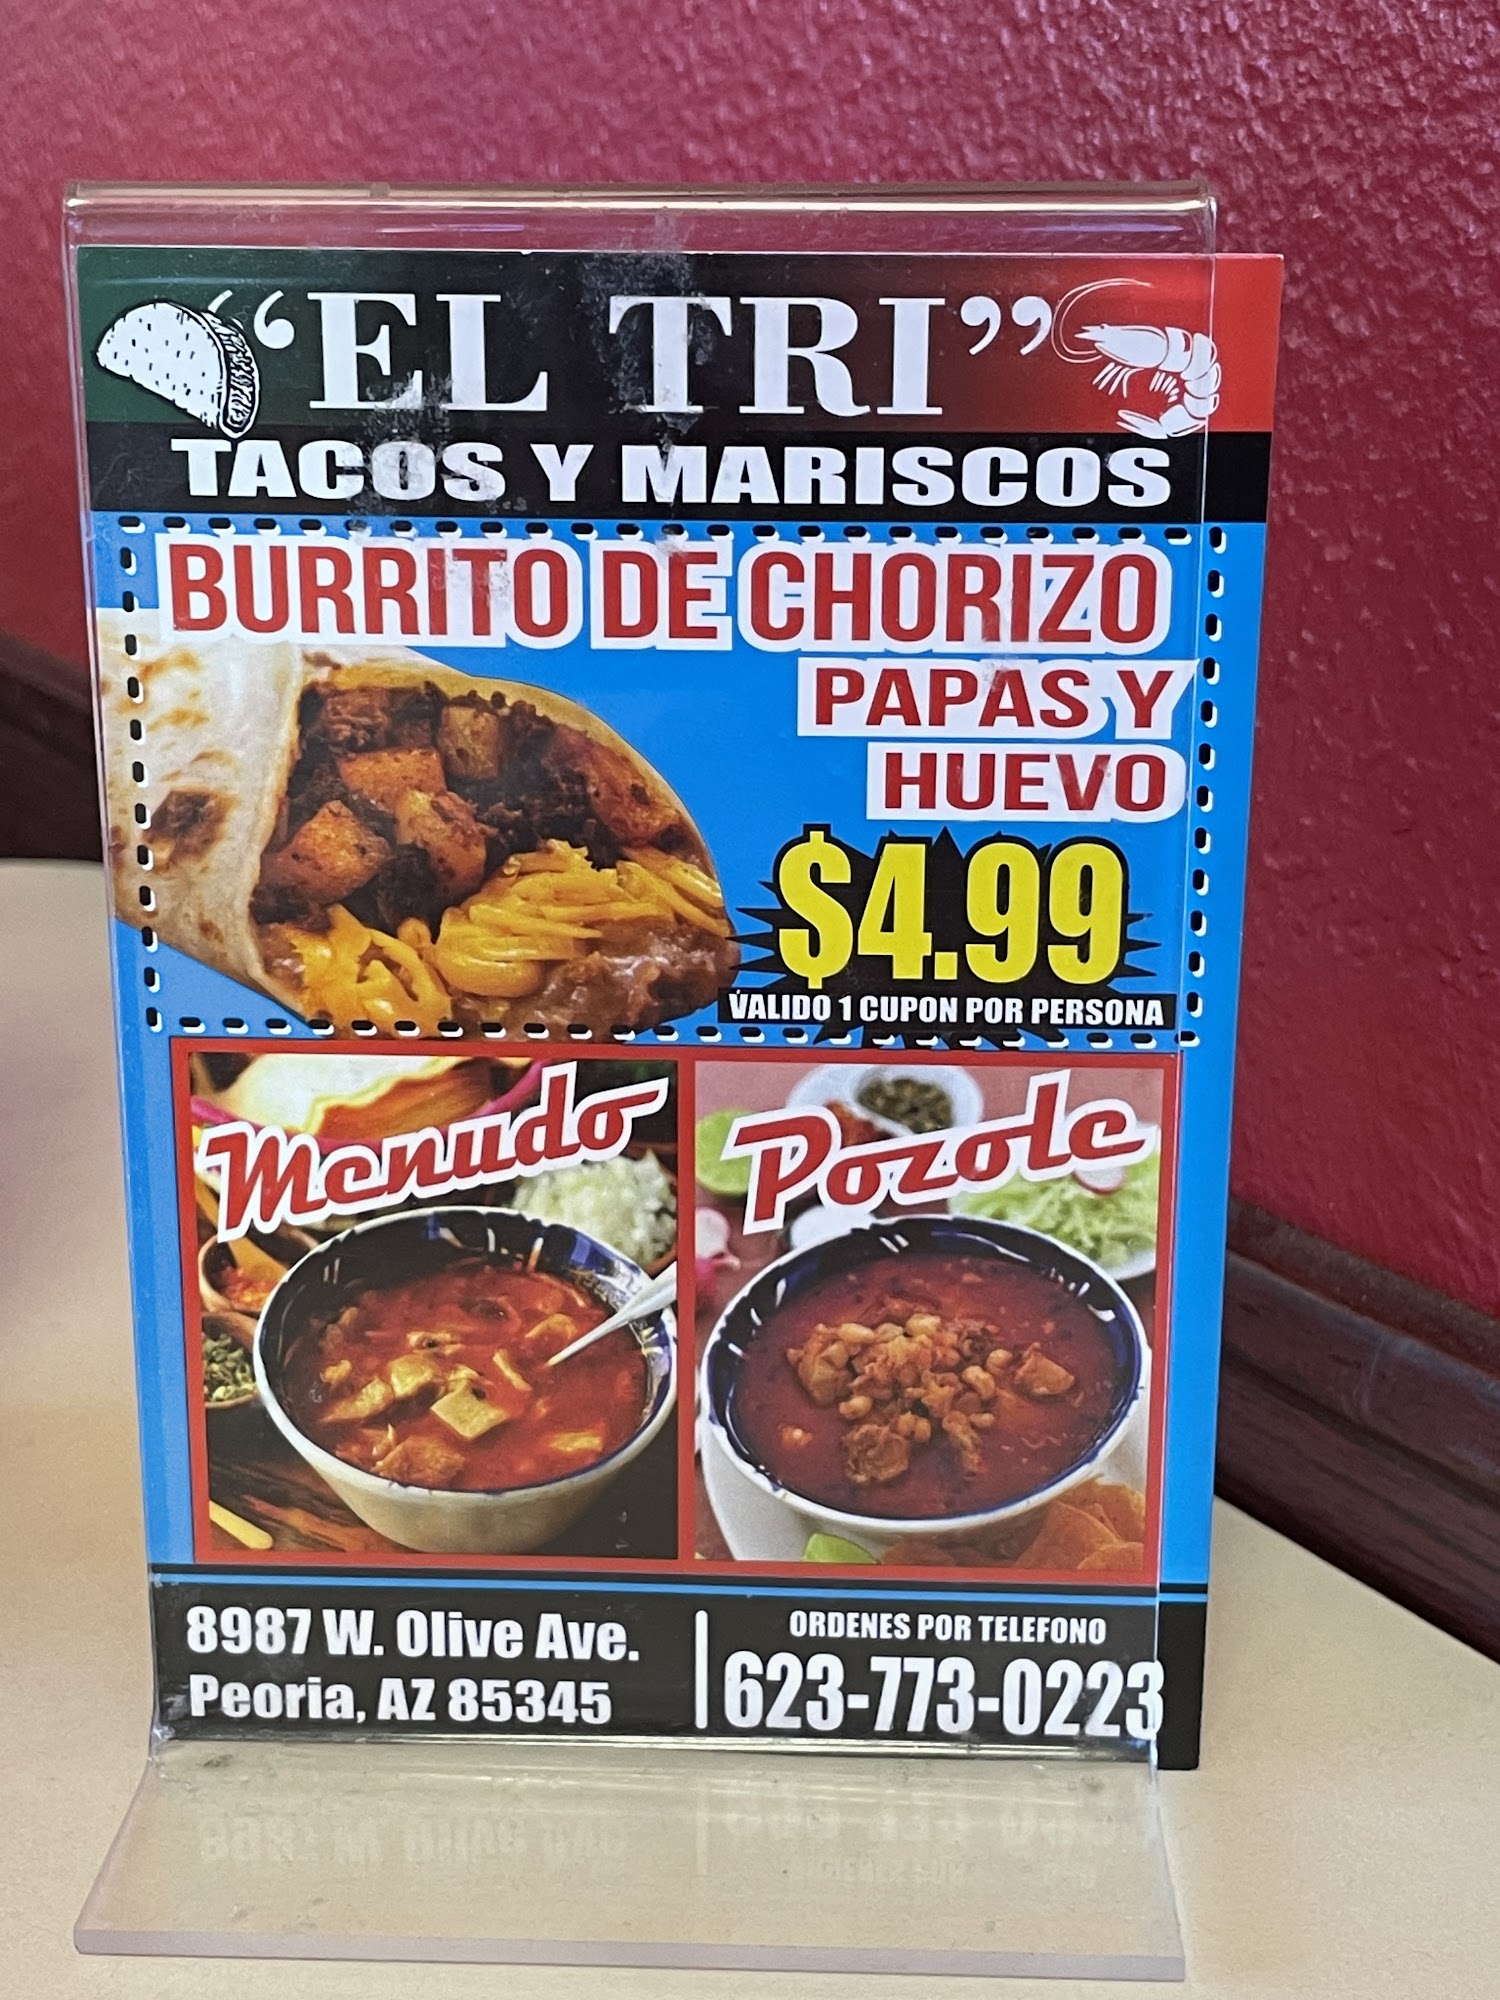 “EL TRI”
TACOS Y MARISCOS
BURRITO DE CHORIZO
PAPAS Y
HUEVO
$4.99
VALIDO 1 CUPON POR PERSONA
Menudo
Pozole
8987 W. Olive Ave.
Peoria, AZ 85345
ORDENES POR TELEFONO
623-773-0223